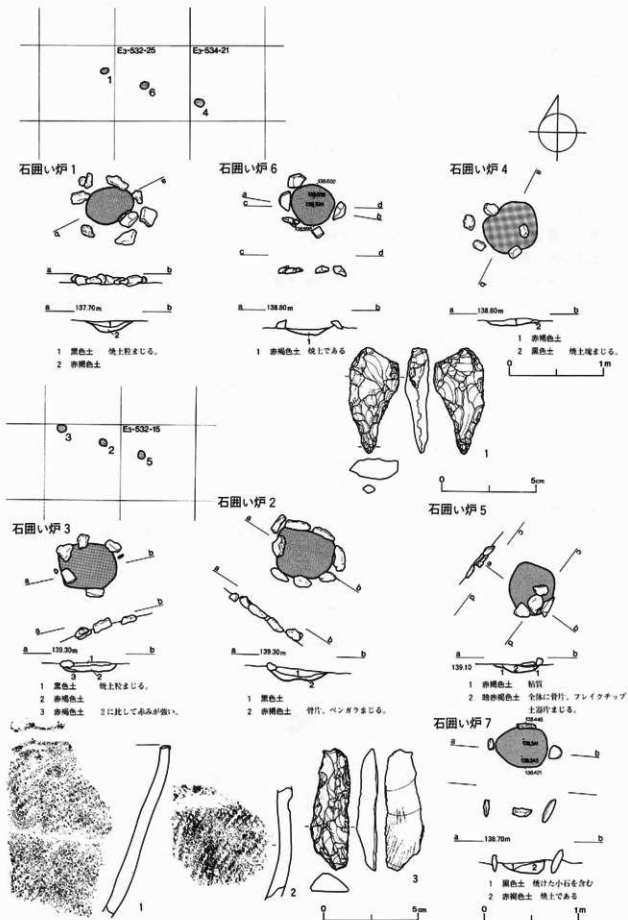 E3-532-25
E3-534-21
1
6
4
石囲い炉 1
石囲い炉 6
石囲い炉 4
a
b
a
c
d
b
a
b
c
d
a
b
a 137.70m b
2
1 黒色土 焼土粒まじる。
2 赤褐色土
a 138.80m b
1
1 赤褐色土 焼土である
a 138.60m b
2
1 赤褐色土
2 黒色土 焼土塊まじる。
0 1m
1
0 5cm
E3-532-15
3
2
5
石囲い炉 3
石囲い炉 2
石囲い炉 5
a
b
a
b
a
b
a 139.30m b
1
3 2
1 黒色土 焼土粒まじる。
2 赤褐色土
3 赤褐色土 2に比して赤みが強い。
a
b
a 139.30m b
1
2
1 黒色土
2 赤褐色土 骨片、ベンガラまじる。
a b
139.10
1 2 1
1 赤褐色土 粘質
2 暗赤褐色土 全体に骨片、フレイクチップ
土器片まじる。
石囲い炉 7
138.445
138.421
a
b
a 138.70m b
2
1 黒色土 焼けた小石を含む
2 赤褐色土 焼土である
0 1m
1
2
3
0 5cm